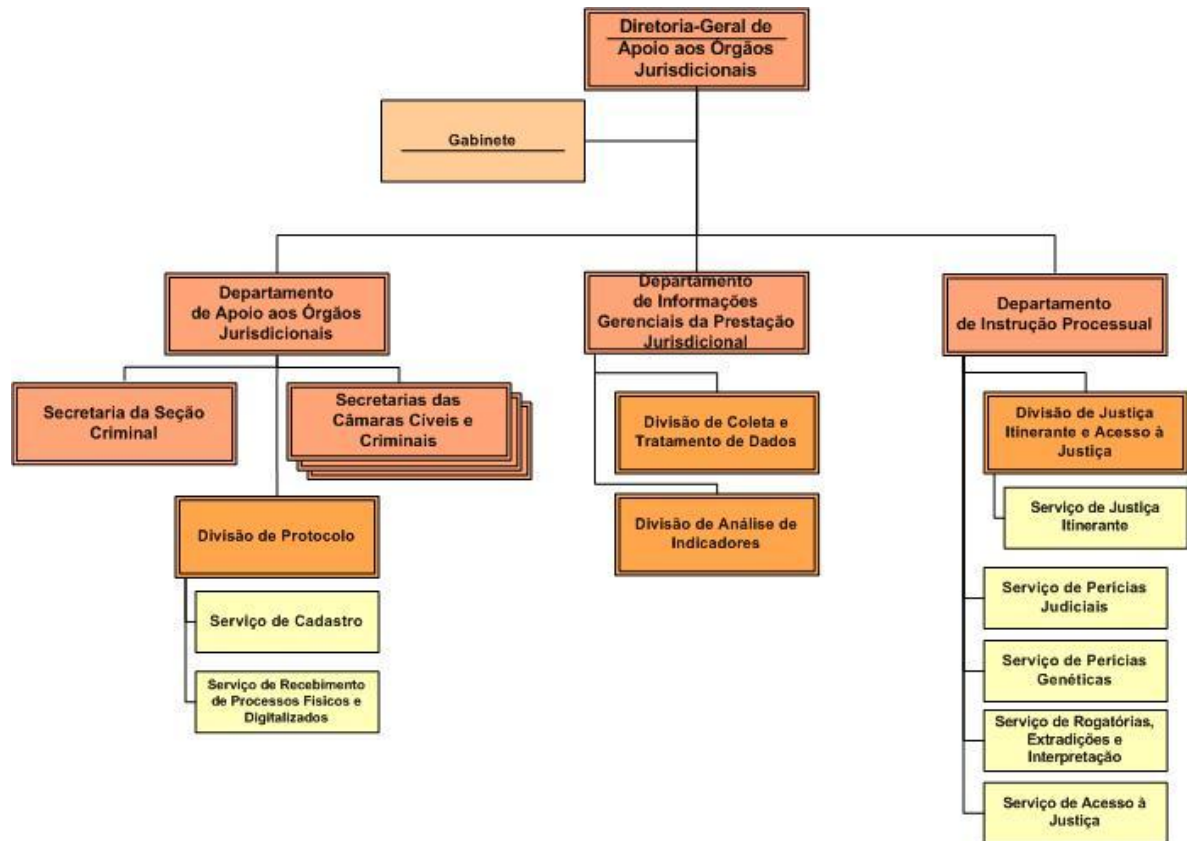 Diretoria-Geral de
Apoio aos Órgãos
Jurisdicionais
Gabinete
Departamento
de Apoio aos Órgãos
Jurisdicionais
Departamento
de Informações
Gerenciais da Prestação
Jurisdicional
Departamento
de Instrução Processual
Secretaria da Seção
Criminal
Secretarias das
Câmaras Cíveis e
Criminais
Divisão de Protocolo
Serviço de Cadastro
Serviço de Recebimento
de Processos Físicos e
Digitalizados
Divisão de Coleta e
Tratamento de Dados
Divisão de Análise de
Indicadores
Divisão de Justiça
Itinerante e Acesso à
Justiça
Serviço de Justiça
Itinerante
Serviço de Perícias
Judiciais
Serviço de Perícias
Genéticas
Serviço de Rogatórias,
Extradições e
Interpretação
Serviço de Acesso à
Justiça